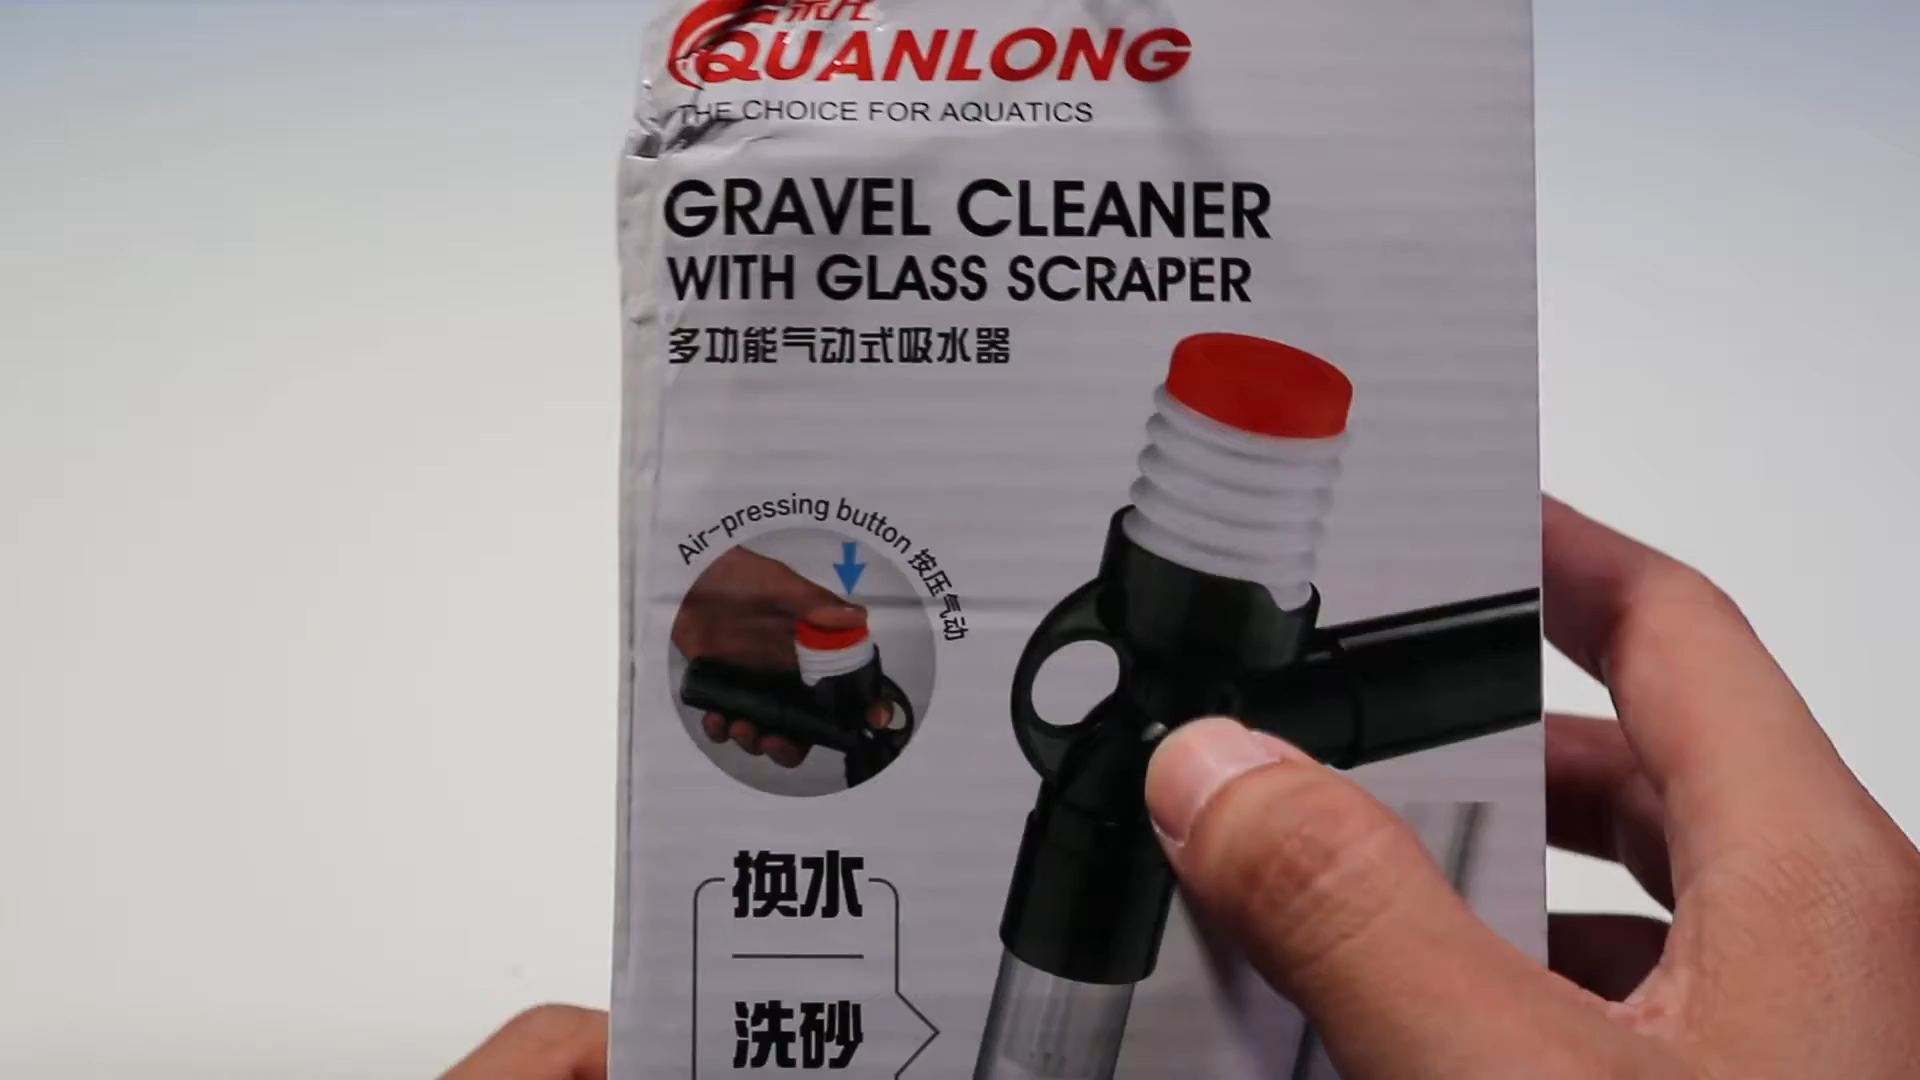 QUANLONG
THE CHOICE FOR AQUATICS
GRAVEL CLEANER
WITH GLASS SCRAPER
多功能气动式吸水器
Air-pressing button 按压气动
换水
洗砂